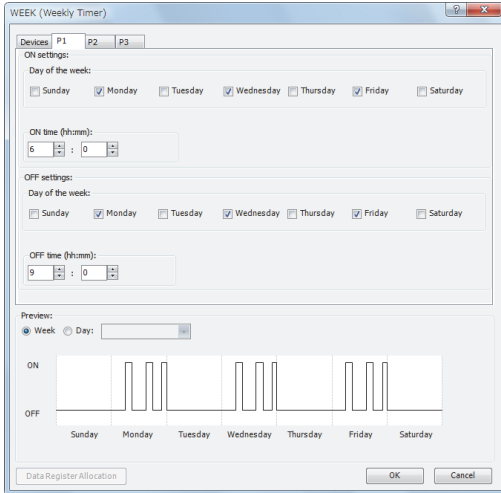 WEEK (Weekly Timer)
Devices P1 P2 P3
ON settings:
Day of the week:
Sunday Monday Tuesday Wednesday Thursday Friday Saturday
ON time (hh:mm):
6 : 0
OFF settings:
Day of the week:
Sunday Monday Tuesday Wednesday Thursday Friday Saturday
OFF time (hh:mm):
9 : 0
Preview:
Week Day:
ON
OFF
Sunday Monday Tuesday Wednesday Thursday Friday Saturday
Data Register Allocation OK Cancel